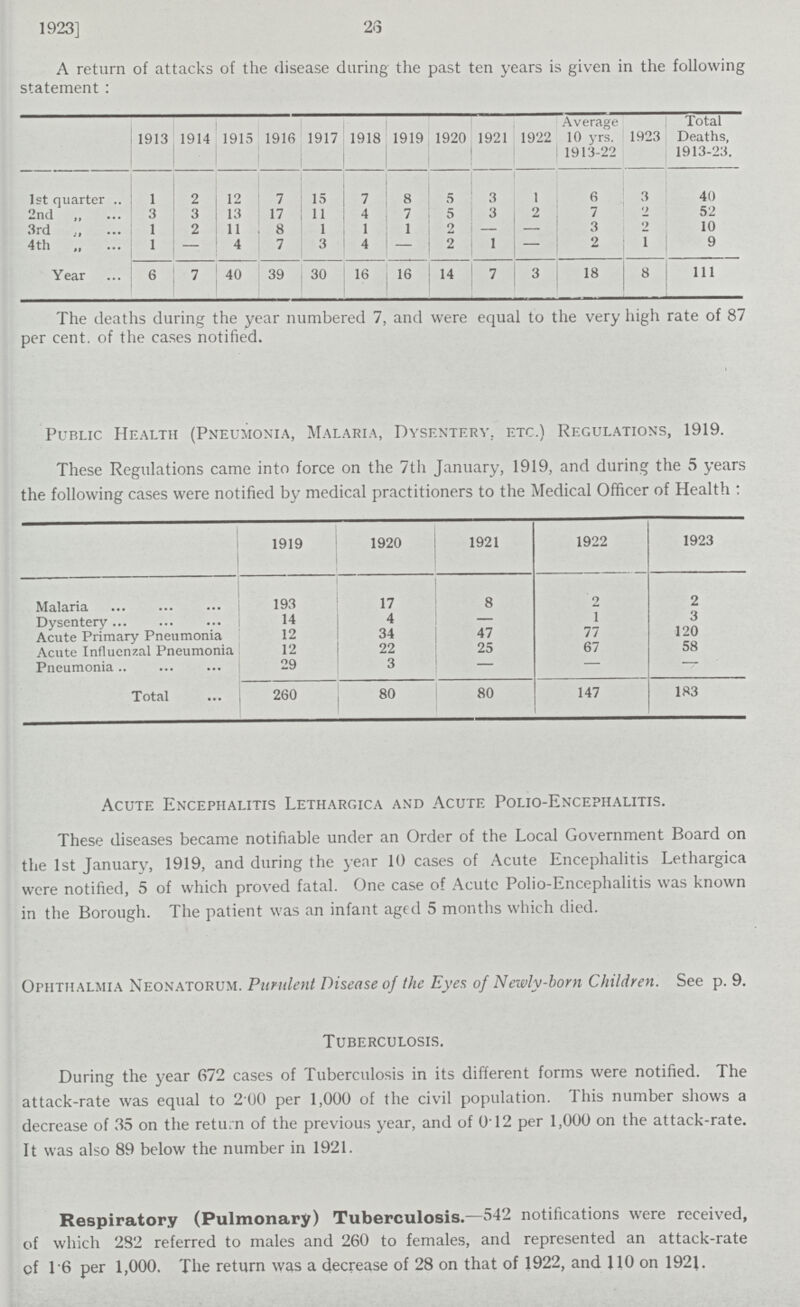 1923] 26
A return of attacks of the disease during the past ten years is given in the following
statement :
1913 1914 1915 1916 1917 1918 1919 1920 1921 1922 Average 10 yrs. 1913-22 1923 Total Deaths, 1913-23.
1st quarter .. 1 2 12 7 15 7 8 5 3 1 6 3 40
2nd „ ... 3 3 13 17 11 4 7 5 3 2 7 2 52
3rd „ ... 1 2 11 8 1 1 1 2 — — 3 2 10
4th „ ... 1 — 4 7 3 4 — 2 1 — 2 1 9
Year ... 6 7 40 39 30 16 16 14 7 3 18 8 111
The deaths during the year numbered 7, and were equal to the very high rate of 87
per cent. of the cases notified.
Public Health (Pneumonia, Malaria, Dysentery, etc.) Regulations, 1919.
These Regulations came into force on the 7th January, 1919, and during the 5 years
the following cases were notified by medical practitioners to the Medical Officer of Health :
1919 1920 1921 1922 1923
Malaria ... ... ... 193 17 8 2 2
Dysentery ... ... ... 14 4 — 1 3
Acute Primary Pneumonia 12 34 47 77 120
Acute Influenzal Pneumonia 12 22 25 67 58
Pneumonia .. ... ... 29 3 — — —
Total ... 260 80 80 147 183
Acute Encephalitis Lethargica and Acute Polio-Encephalitis.
These diseases became notifiable under an Order of the Local Government Board on
the 1st January, 1919, and during the year 10 cases of Acute Encephalitis Lethargica
were notified, 5 of which proved fatal. One case of Acute Polio-Encephalitis was known
in the Borough. The patient was an infant aged 5 months which died.
Ophthalmia Neonatorum. Purulent Disease of the Eyes of Newly-born Children. See p. 9.
Tuberculosis.
During the year 672 cases of Tuberculosis in its different forms were notified. The
attack-rate was equal to 2·00 per 1,000 of the civil population. This number shows a
decrease of 35 on the return of the previous year, and of 0·12 per 1,000 on the attack-rate.
It was also 89 below the number in 1921.
Respiratory (Pulmonary) Tuberculosis.—542 notifications were received,
of which 282 referred to males and 260 to females, and represented an attack-rate
of 1·6 per 1,000. The return was a decrease of 28 on that of 1922, and 110 on 1921.